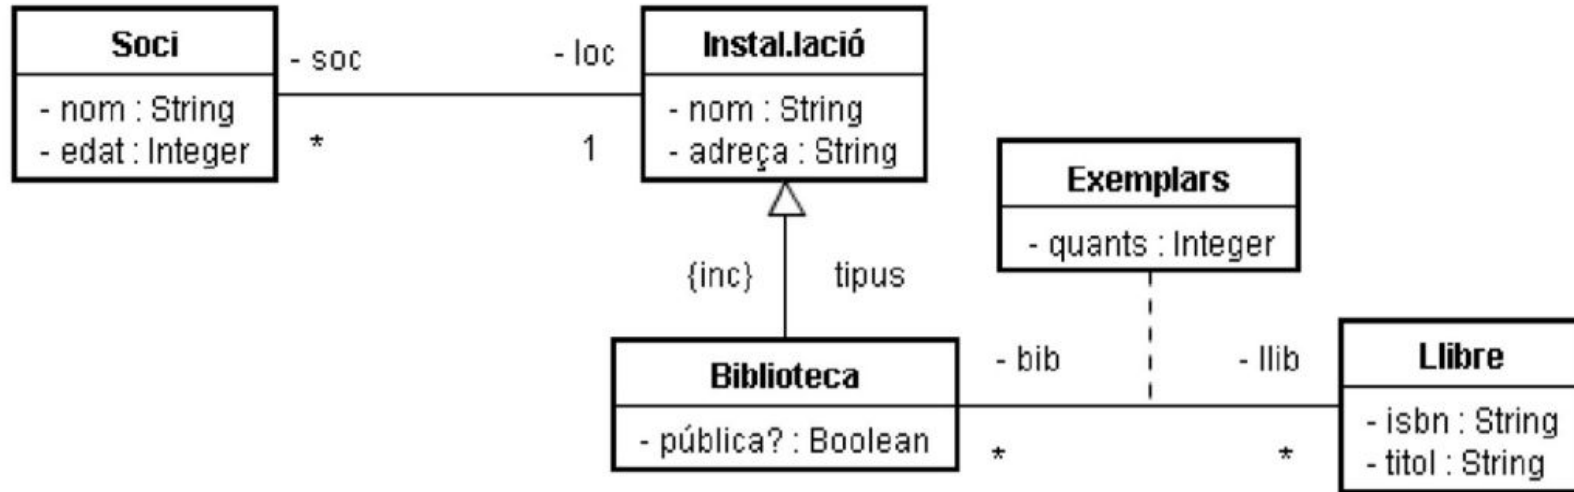 Soci
- nom : String
- edat : Integer
- soc
*
- loc
1
Instal.lació
- nom : String
- adreça : String
{inc}
tipus
Exemplars
- quants : Integer
Biblioteca
- pública? : Boolean
- bib
*
- llib
*
Llibre
- isbn : String
- titol : String